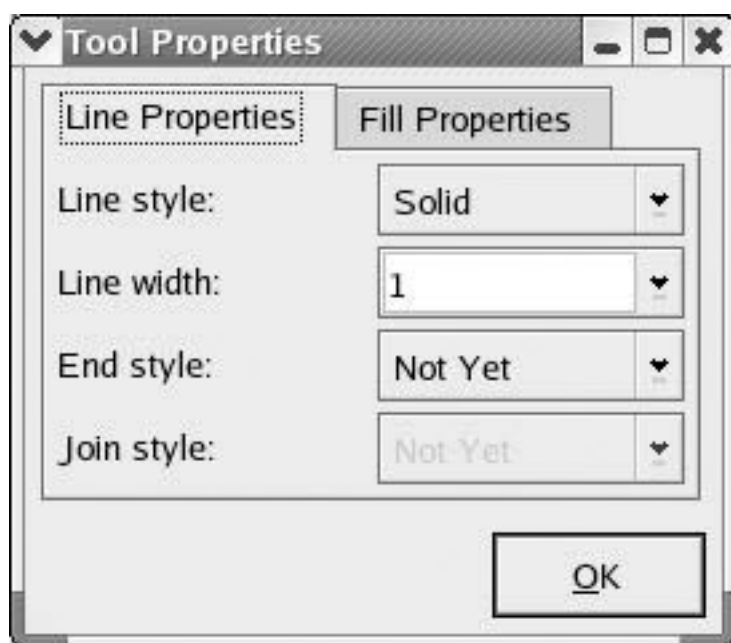 Tool Properties
Line Properties Fill Properties
Line style: Solid
Line width: 1
End style: Not Yet
Join style: Not Yet
OK